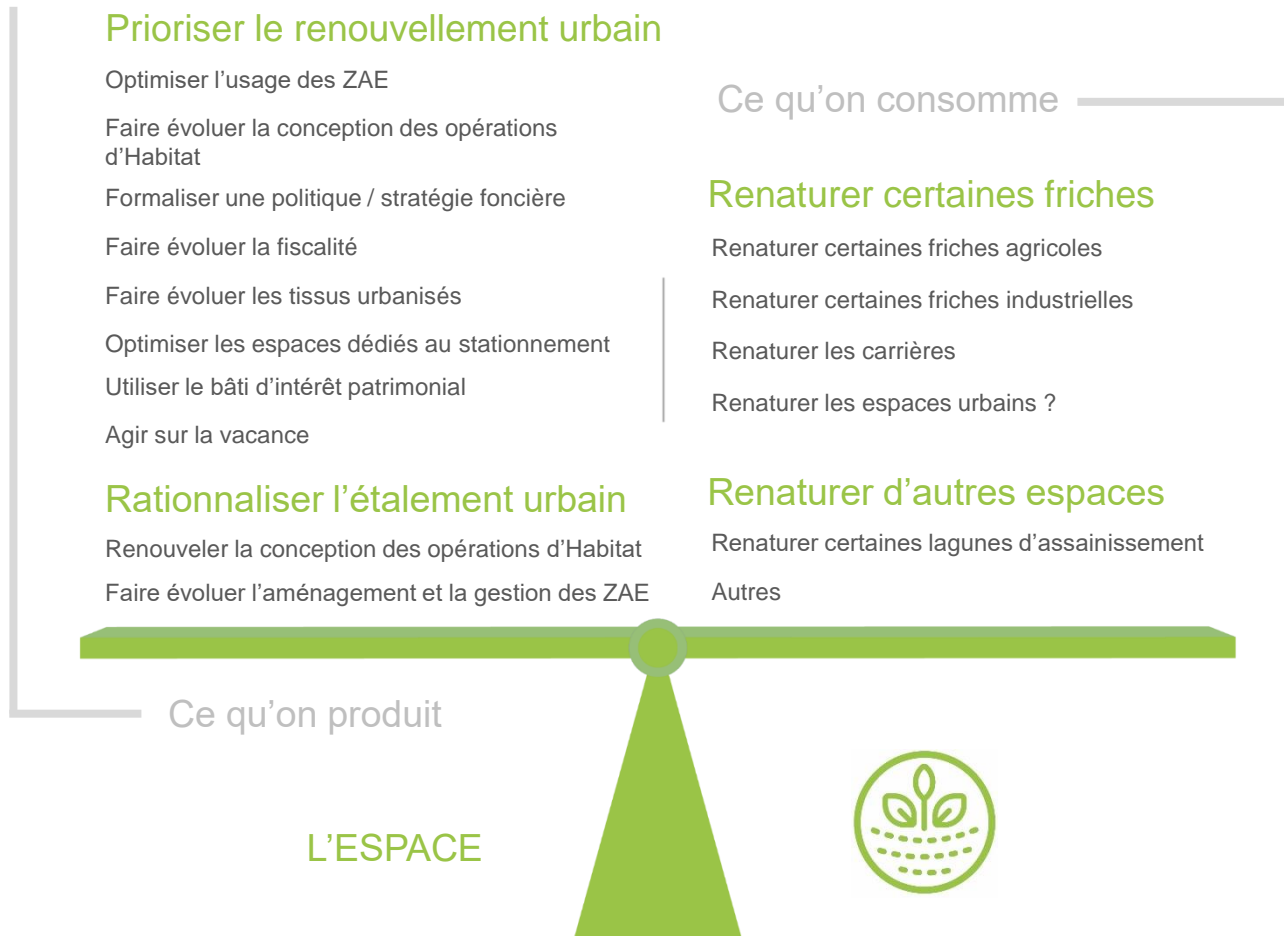 Prioriser le renouvellement urbain
Optimiser l’usage des ZAE
Faire évoluer la conception des opérations
d’Habitat
Formaliser une politique / stratégie foncière
Faire évoluer la fiscalité
Faire évoluer les tissus urbanisés
Optimiser les espaces dédiés au stationnement
Utiliser le bâti d’intérêt patrimonial
Agir sur la vacance
Rationnaliser l’étalement urbain
Renouveler la conception des opérations d’Habitat
Faire évoluer l’aménagement et la gestion des ZAE
Ce qu’on produit
L’ESPACE
Ce qu’on consomme
Renaturer certaines friches
Renaturer certaines friches agricoles
Renaturer certaines friches industrielles
Renaturer les carrières
Renaturer les espaces urbains ?
Renaturer d’autres espaces
Renaturer certaines lagunes d’assainissement
Autres